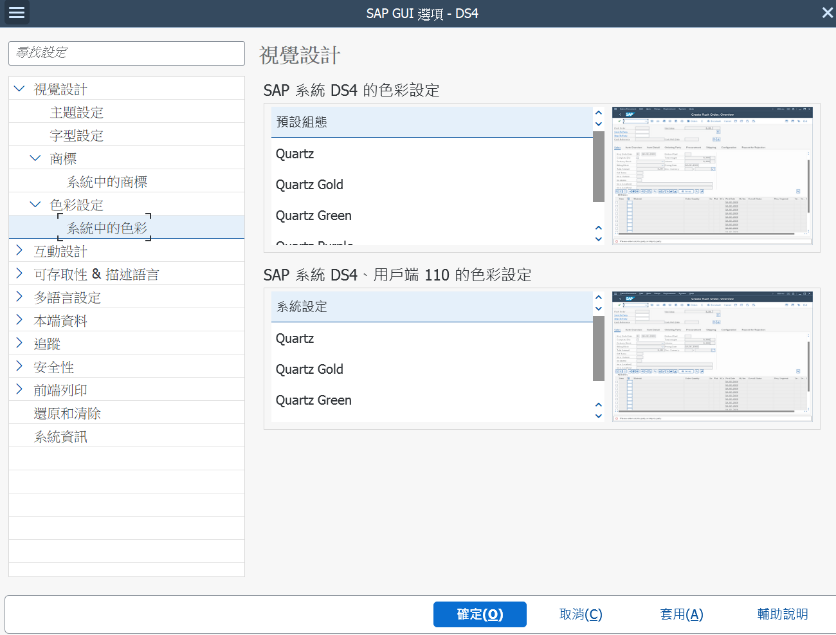 SAP GUI 選項 - DS4
尋找設定
視覺設計
主題設定
字型設定
商標
系統中的商標
色彩設定
系統中的色彩
互動設計
可存取性 & 描述語言
多語言設定
本端資料
追蹤
安全性
前端列印
還原和清除
系統資訊
視覺設計
SAP 系統 DS4 的色彩設定
預設組態
Quartz
Quartz Gold
Quartz Green
Quartz Purple
SAP 系統 DS4、用戶端 110 的色彩設定
系統設定
Quartz
Quartz Gold
Quartz Green
確定(O)
取消(C)
套用(A)
輔助說明